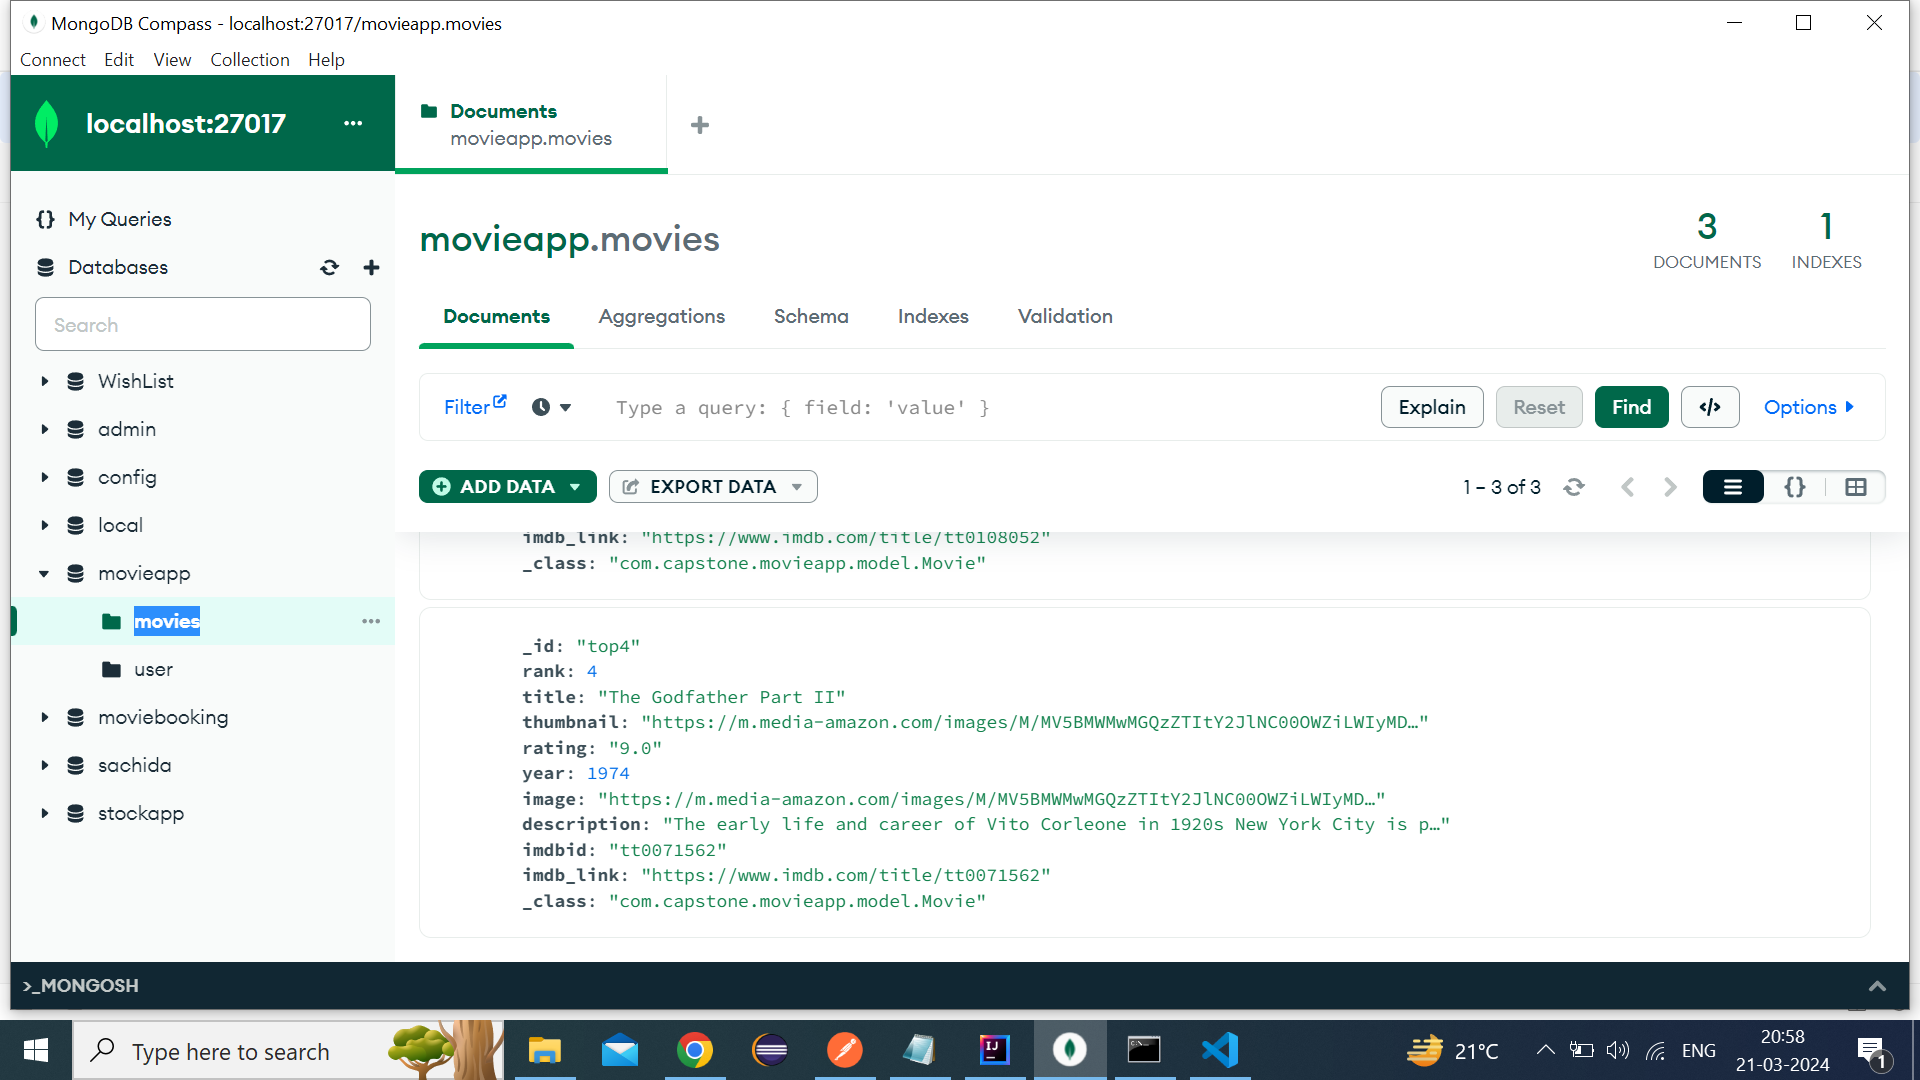 MongoDB Compass - localhost:27017/movieapp.movies
Connect Edit View Collection Help
localhost:27017
Documents
movieapp.movies
My Queries
Databases
Search
WishList
admin
config
local
movieapp
movies
user
moviebooking
sachida
stockapp
movieapp.movies
3
DOCUMENTS
1
INDEXES
Documents Aggregations Schema Indexes Validation
Filter Type a query: { field: 'value' } Explain Reset Find </> Options
ADD DATA EXPORT DATA 1 – 3 of 3 {}
imdb_link: "https://www.imdb.com/title/tt0108052"
_class: "com.capstone.movieapp.model.Movie"
_id: "top4"
rank: 4
title: "The Godfather Part II"
thumbnail: "https://m.media-amazon.com/images/M/MV5BMWMwMGQzZTItY2JlNC00OWZiLWIyMD…"
rating: "9.0"
year: 1974
image: "https://m.media-amazon.com/images/M/MV5BMWMwMGQzZTItY2JlNC00OWZiLWIyMD…"
description: "The early life and career of Vito Corleone in 1920s New York City is p…"
imdbid: "tt0071562"
imdb_link: "https://www.imdb.com/title/tt0071562"
_class: "com.capstone.movieapp.model.Movie"
>_MONGOSH
Type here to search
21°C
ENG
20:58
21-03-2024
1